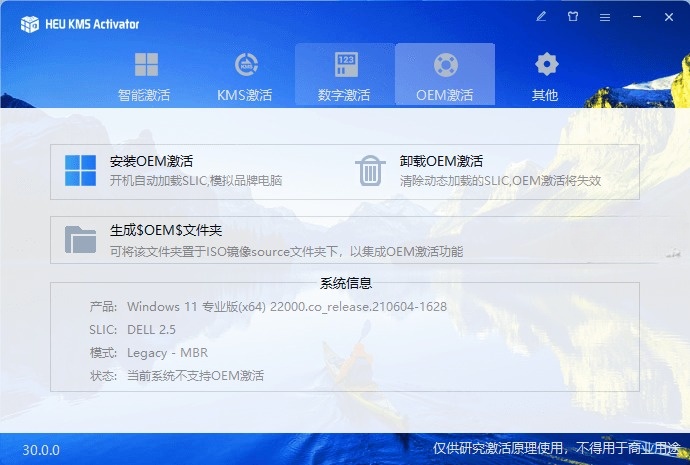 HEU KMS Activator
智能激活 KMS激活 数字激活 OEM激活 其他
安装OEM激活 卸载OEM激活
开机自动加载SLIC,模拟品牌电脑 清除动态加载的SLIC,OEM激活将失效
生成$OEM$文件夹
可将该文件夹置于ISO镜像source文件夹下，以集成OEM激活功能
系统信息
产品: Windows 11 专业版(x64) 22000.co_release.210604-1628
SLIC: DELL 2.5
模式: Legacy - MBR
状态: 当前系统不支持OEM激活
30.0.0 仅供研究激活原理使用，不得用于商业用途